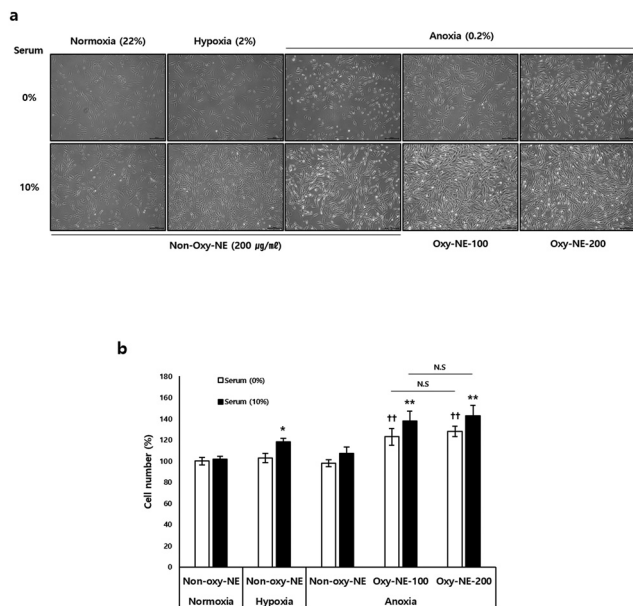 a
Normoxia (22%) Hypoxia (2%) Anoxia (0.2%)
Serum
0%
10%
Non-Oxy-NE (200 μg/㎖) Oxy-NE-100 Oxy-NE-200
b
N.S
N.S
180
160
140
120
100
80
60
40
20
0
Cell number (%)
Serum (0%)
Serum (10%)
*
††
**
††
**
Non-oxy-NE Non-oxy-NE Non-oxy-NE Oxy-NE-100 Oxy-NE-200
Normoxia Hypoxia Anoxia